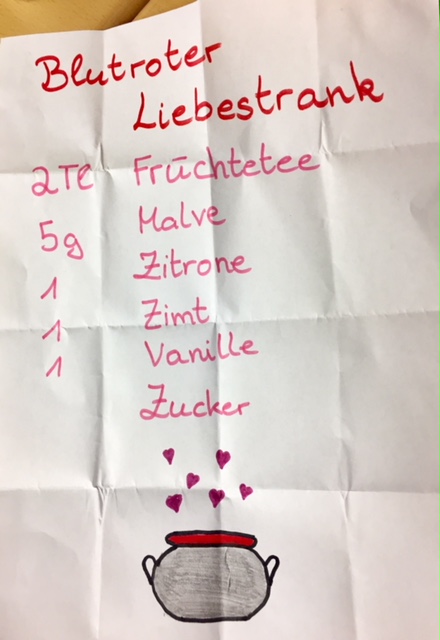 Blutroter
Liebestrank
2TL Früchtetee
5g Malve
1 Zitrone
1 Zimt
1 Vanille
Zucker